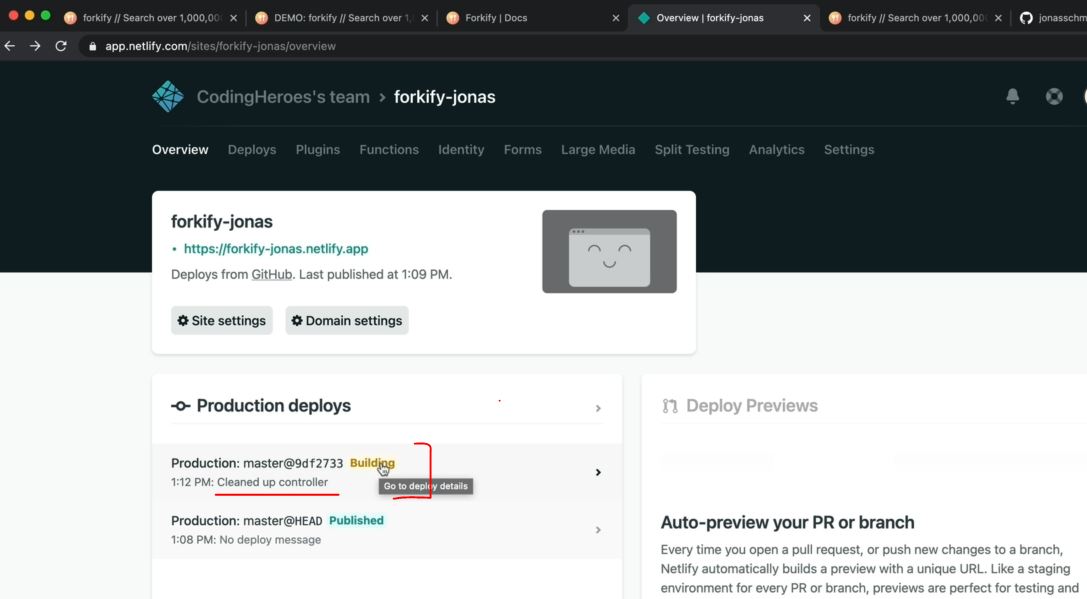 forkify // Search over 1,000,00
DEMO: forkify // Search over 1,
Forkify | Docs
Overview | forkify-jonas
forkify // Search over 1,000,00
jonasschm
app.netlify.com/sites/forkify-jonas/overview
CodingHeroes's team > forkify-jonas
Overview Deploys Plugins Functions Identity Forms Large Media Split Testing Analytics Settings
forkify-jonas
https://forkify-jonas.netlify.app
Deploys from GitHub. Last published at 1:09 PM.
Site settings
Domain settings
Production deploys
Production: master@9df2733 Building
1:12 PM: Cleaned up controller
Go to deploy details
Production: master@HEAD Published
1:08 PM: No deploy message
Deploy Previews
Auto-preview your PR or branch
Every time you open a pull request, or push new changes to a branch,
Netlify automatically builds a preview with a unique URL. Like a staging
environment for every PR or branch, previews are perfect for testing and